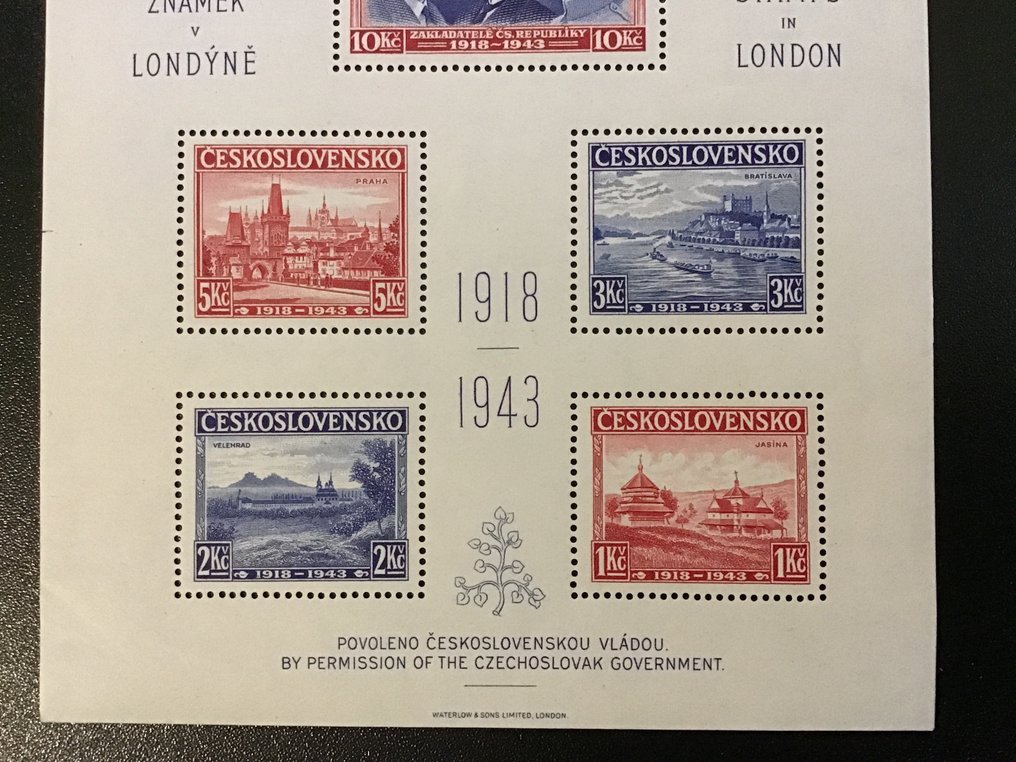 ZNÁMEK
V
LONDÝNĚ
IN
LONDON
10Kč
ZAKLADATELÉ ČS. REPUBLIKY
1918~1943
10Kč
ČESKOSLOVENSKO
PRAHA
5Kč
1918-1943
5Kč
ČESKOSLOVENSKO
BRATISLAVA
3Kč
1918-1943
3Kč
1918
1943
ČESKOSLOVENSKO
VELEHRAD
2Kč
1918-1943
2Kč
ČESKOSLOVENSKO
JASINA
1Kč
1918-1943
1Kč
POVOLENO ČESKOSLOVENSKOU VLÁDOU.
BY PERMISSION OF THE CZECHOSLOVAK GOVERNMENT.
WATERLOW & SONS LIMITED, LONDON.